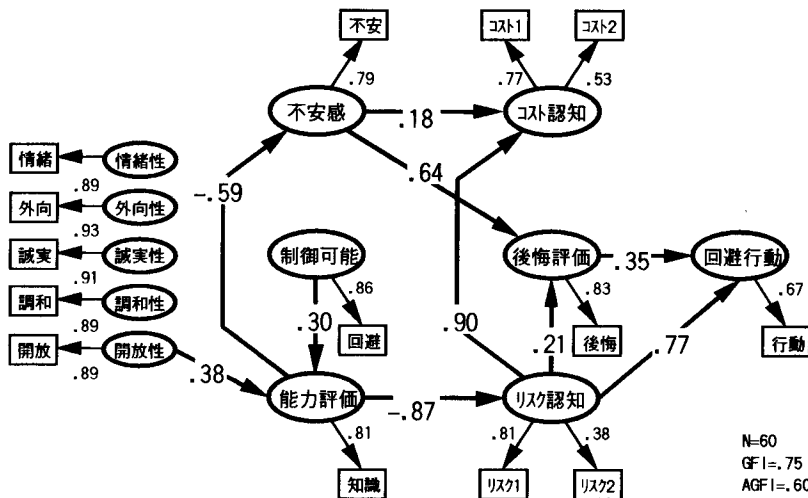 不安
コスト1
コスト2
.79
.77
.53
不安感
.18
コスト認知
情緒
情緒性
.89
-.59
.64
外向
外向性
.93
誠実
誠実性
制御可能
後悔評価
.35
回避行動
.91
.86
.83
.67
調和
調和性
.30
回避
.90
.21
後悔
.77
行動
.89
開放
開放性
.89
.38
能力評価
-.87
リスク認知
.81
.81
.38
知識
リスク1
リスク2
N=60
GFI=.75
AGFI=.60